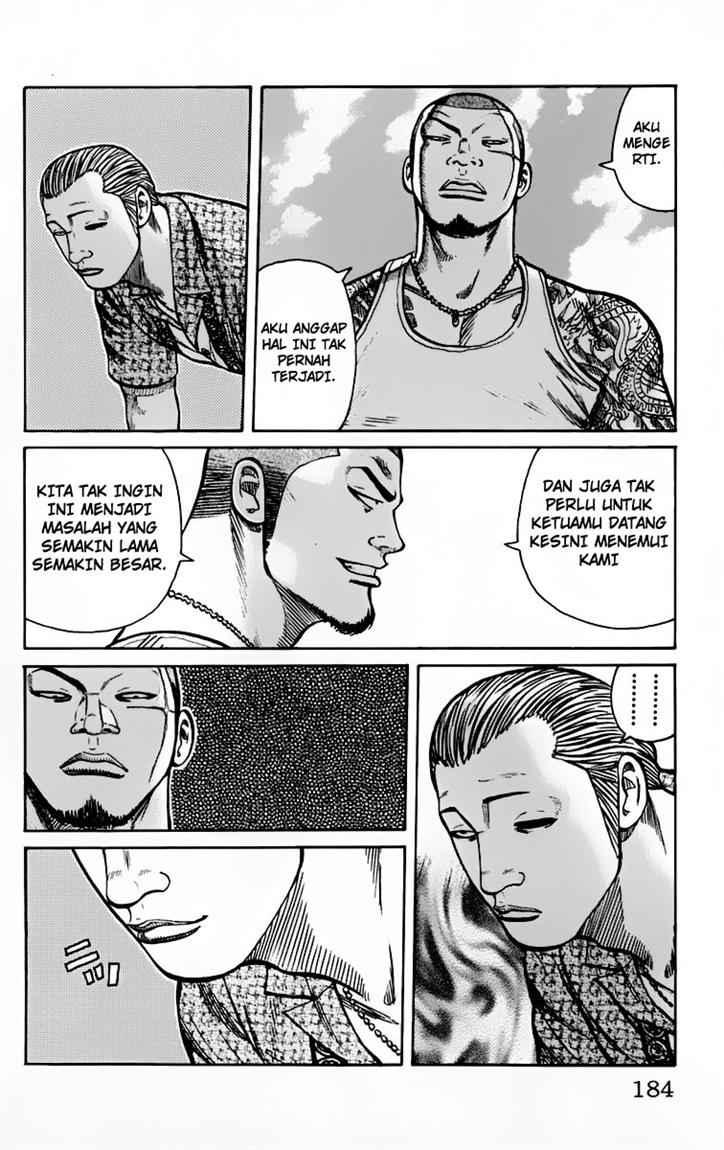 AKU
MENGE
RTI.
AKU ANGGAP
HAL INI TAK
PERNAH
TERJADI.
DAN JUGA TAK
PERLU UNTUK
KETUAMU DATANG
KESINI MENEMUI
KAMI
KITA TAK INGIN
INI MENJADI
MASALAH YANG
SEMAKIN LAMA
SEMAKIN BESAR.
184